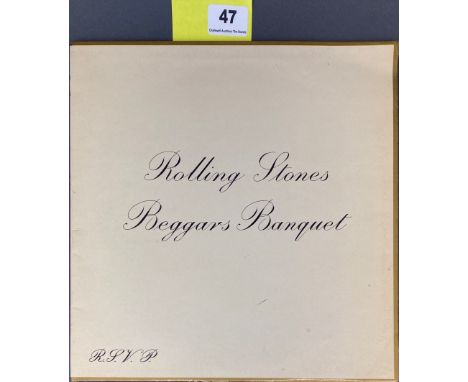 47
Rolling Stones
Beggars Banquet
R.S.V.P